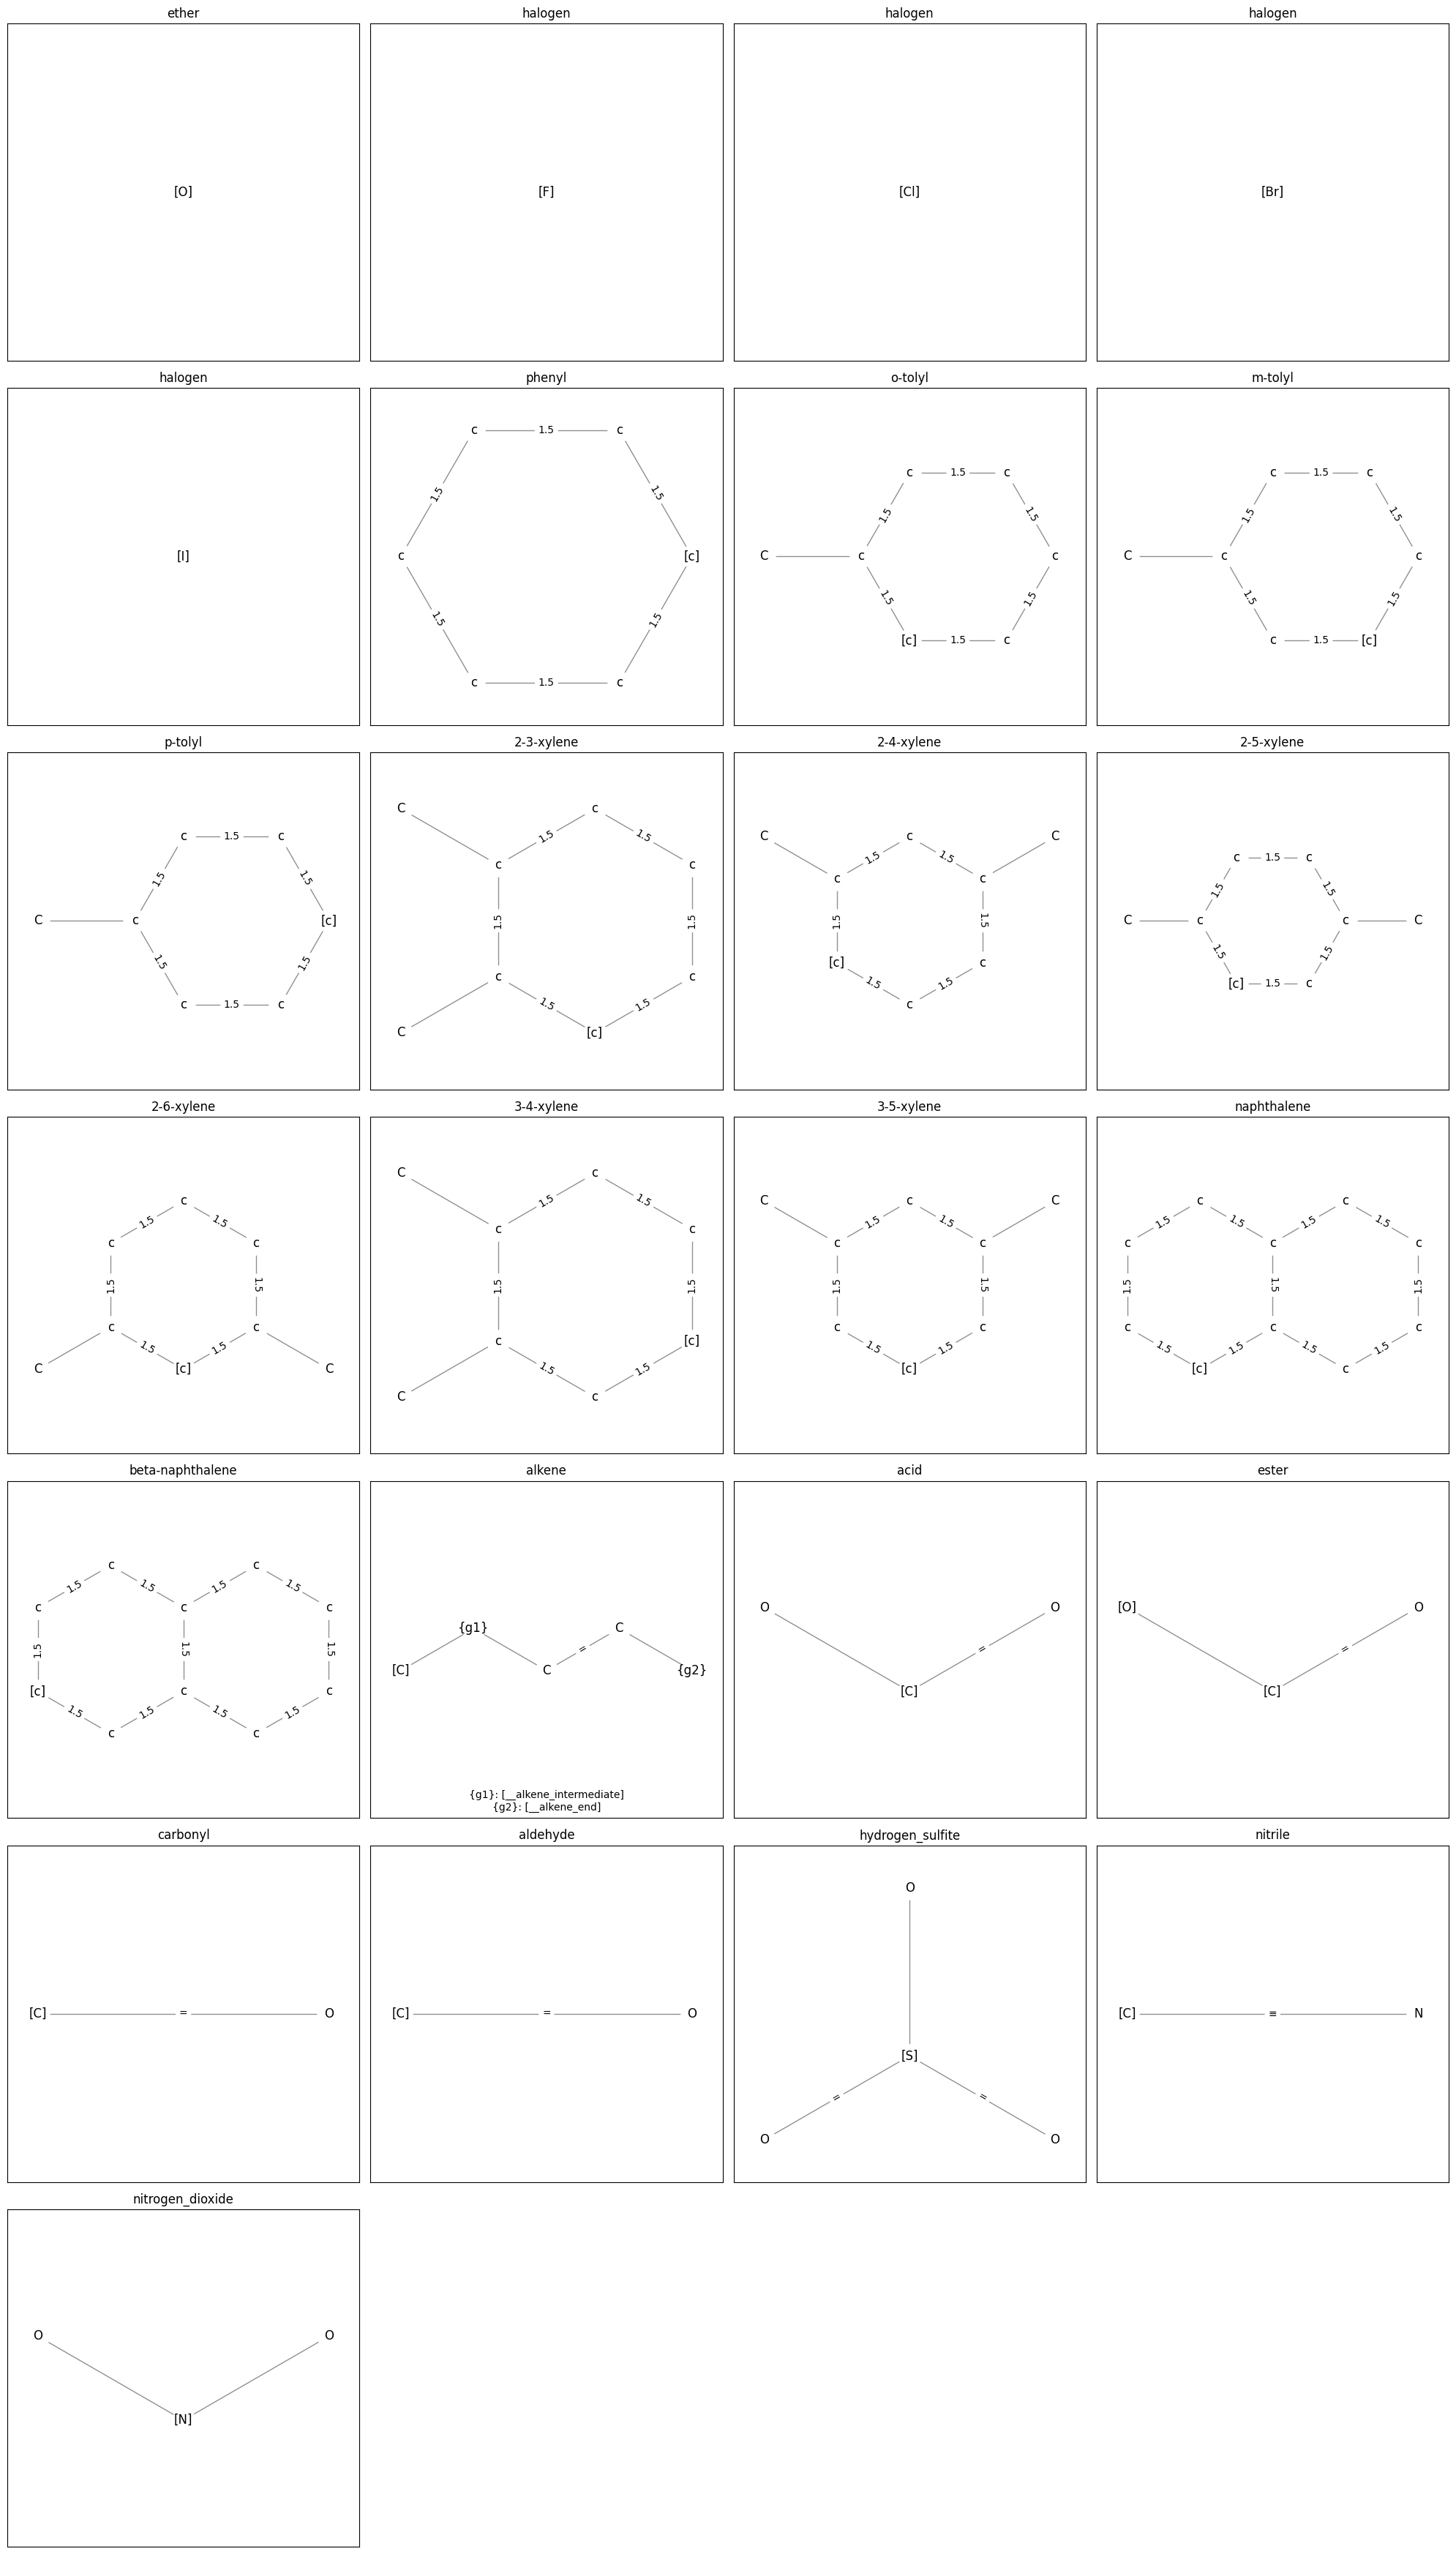 ether
[O]
halogen
[F]
halogen
[Cl]
halogen
[Br]
halogen
[I]
phenyl
c 1.5 c
1.5 1.5
c [c]
1.5 1.5
c 1.5 c
o-tolyl
c 1.5 c
1.5 1.5
C c c
1.5 1.5
[c] 1.5 c
m-tolyl
c 1.5 c
1.5 1.5
C c c
1.5 1.5
c 1.5 [c]
p-tolyl
c 1.5 c
1.5 1.5
C c [c]
1.5 1.5
c 1.5 c
2-3-xylene
C c
1.5 1.5
c c
1.5 1.5
c c
1.5 1.5
C [c]
2-4-xylene
C c C
1.5 1.5
c c
1.5 1.5
[c] c
1.5 1.5
c
2-5-xylene
c 1.5 c
1.5 1.5
C c c C
1.5 1.5
[c] 1.5 c
2-6-xylene
c
1.5 1.5
c c
1.5 1.5
c c
1.5 1.5
C [c] C
3-4-xylene
C c
1.5 1.5
c c
1.5 1.5
c [c]
1.5 1.5
C c
3-5-xylene
C c C
1.5 1.5
c c
1.5 1.5
c c
1.5 1.5
[c]
naphthalene
c c
1.5 1.5 1.5 1.5
c c c
1.5 1.5 1.5
c c c
1.5 1.5 1.5 1.5
[c] c
beta-naphthalene
c c
1.5 1.5 1.5 1.5
c c c
1.5 1.5 1.5
[c] c c
1.5 1.5 1.5 1.5
c c
alkene
{g1} C
=
[C] C {g2}
{g1}: [__alkene_intermediate]
{g2}: [__alkene_end]
acid
O O
=
[C]
ester
[O] O
=
[C]
carbonyl
[C] = O
aldehyde
[C] = O
hydrogen_sulfite
O
[S]
= =
O O
nitrile
[C] ≡ N
nitrogen_dioxide
O O
[N]